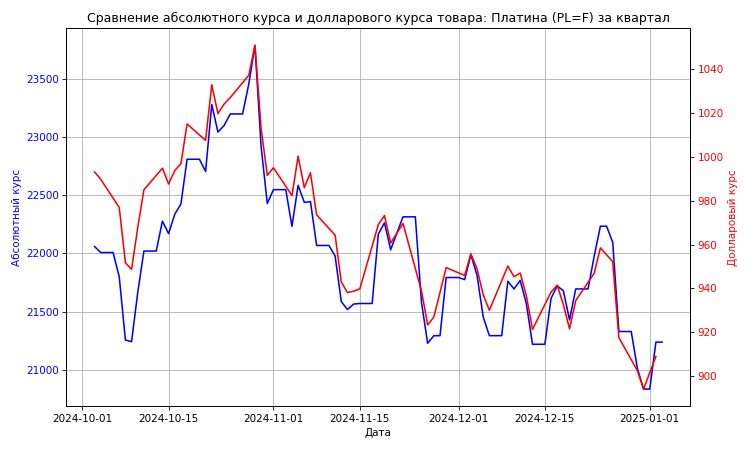 Сравнение абсолютного курса и долларового курса товара: Платина (PL=F) за квартал
Абсолютный курс
23500
23000
22500
22000
21500
21000
1040
1020
1000
980
960
940
920
900
Долларовый курс
2024-10-01 2024-10-15 2024-11-01 2024-11-15 2024-12-01 2024-12-15 2025-01-01
Дата